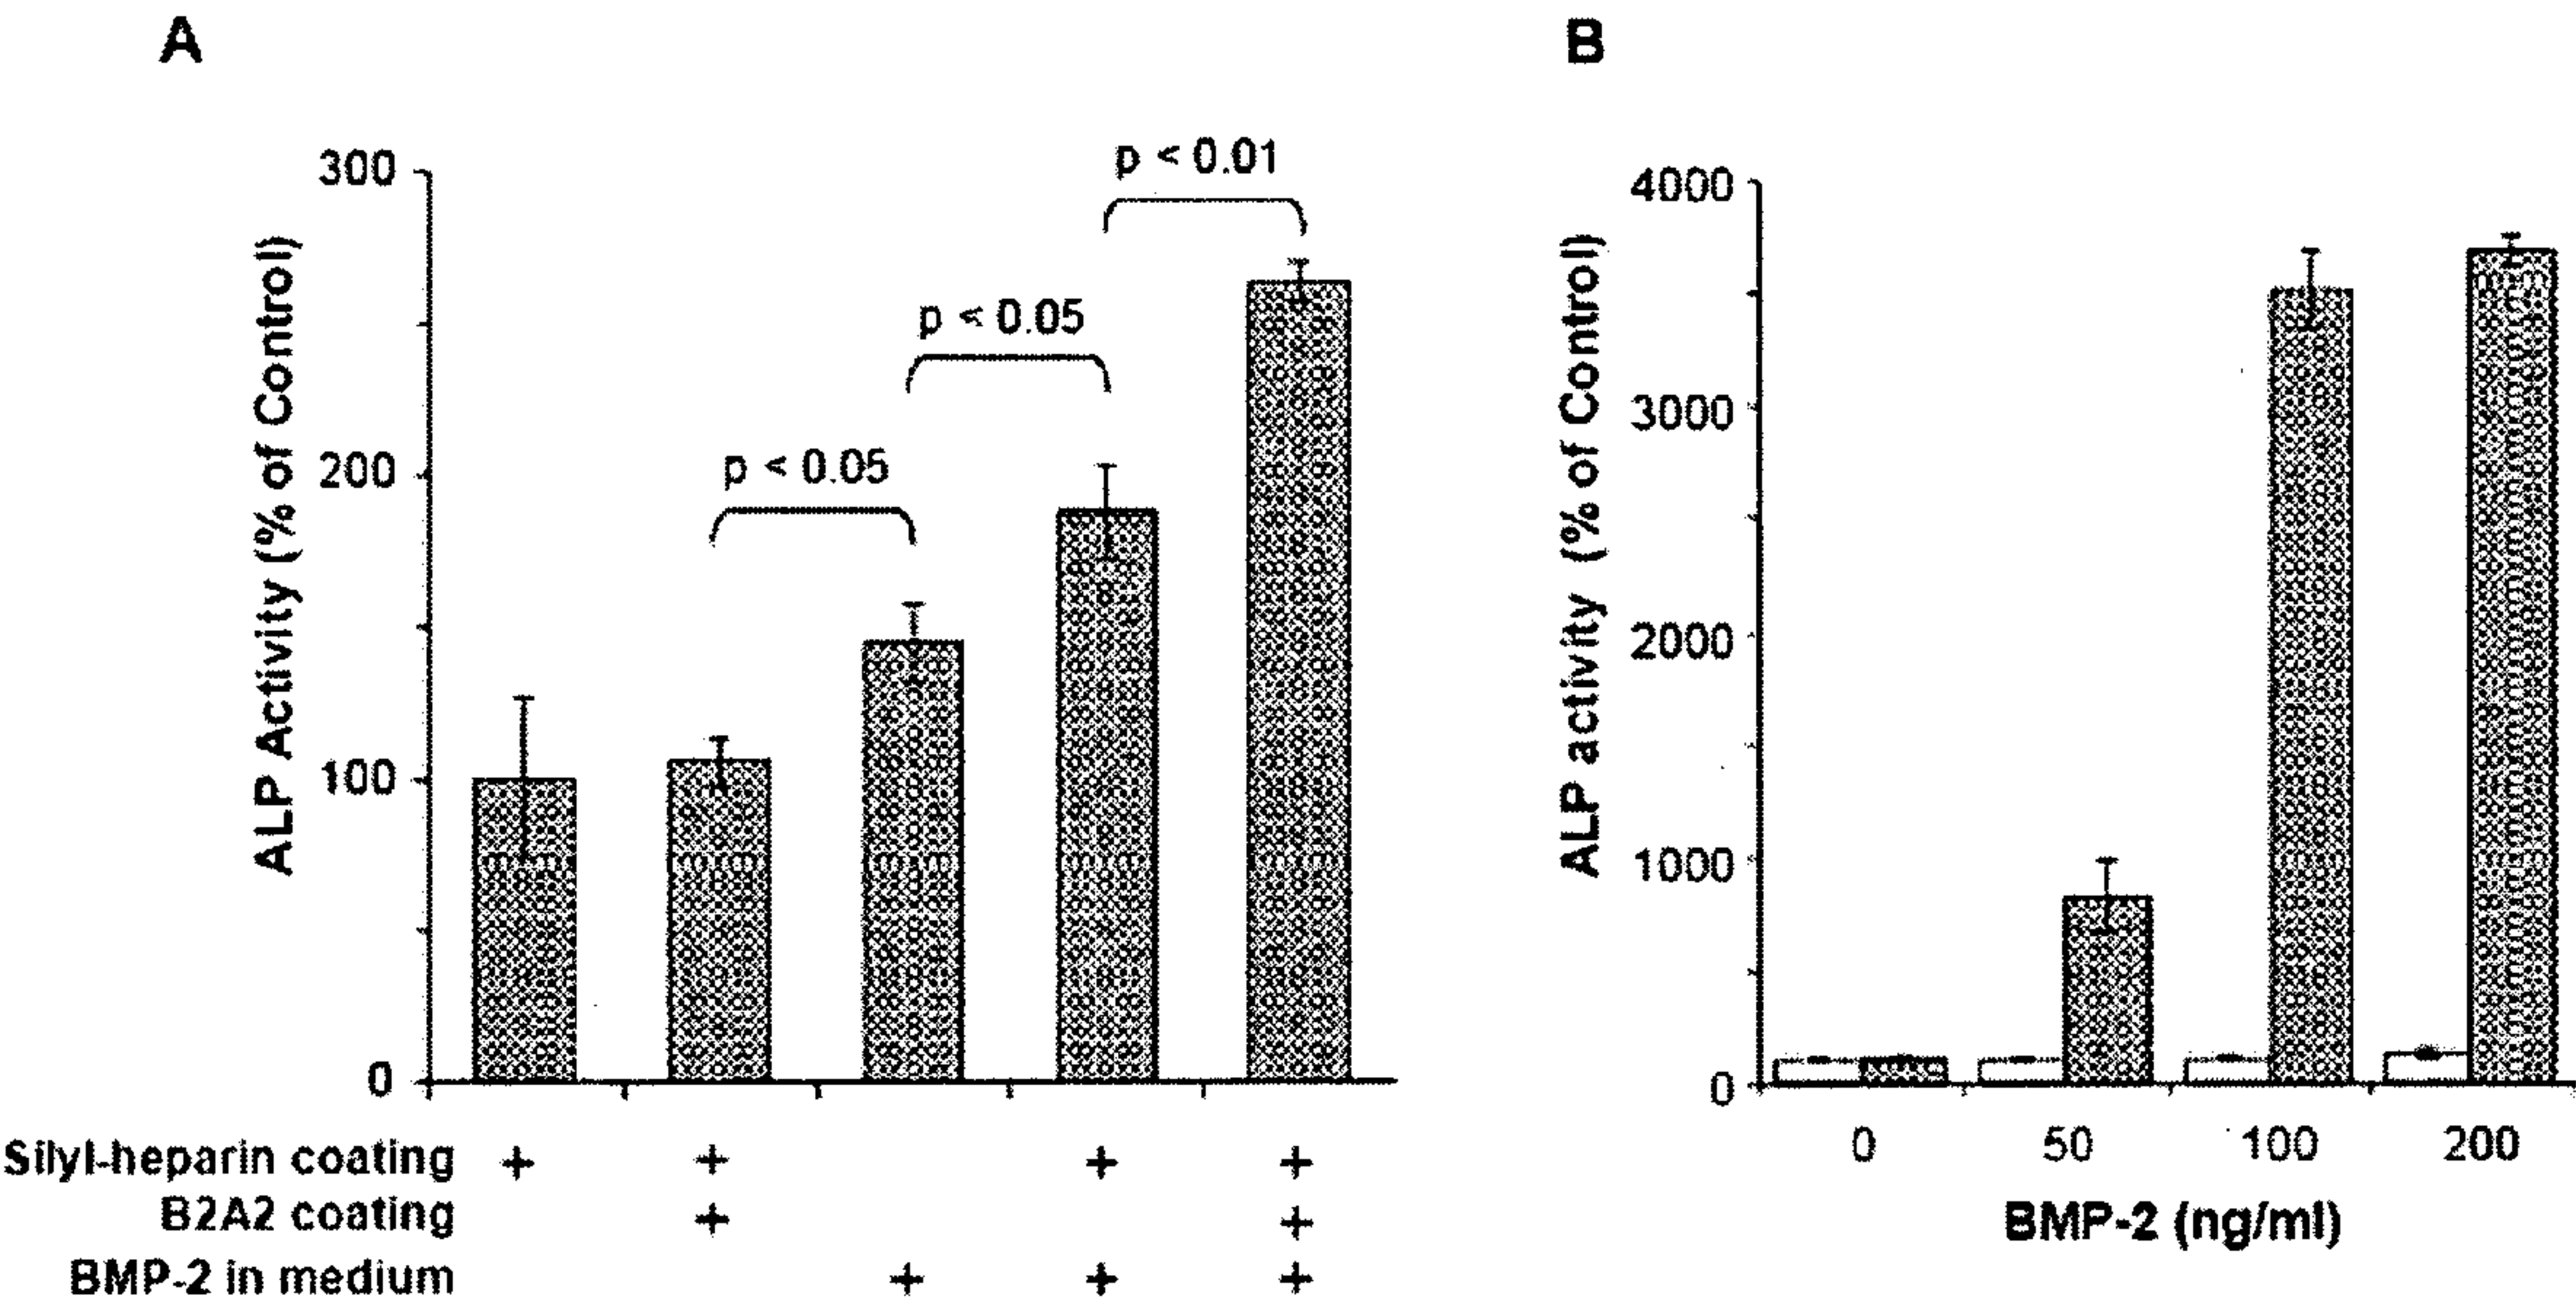 A
B
ALP Activity (% of Control)
300
200
100
0
p < 0.05
p < 0.05
p < 0.01
Silyl-heparin coating + + + +
B2A2 coating + +
BMP-2 in medium + + +
ALP activity (% of Control)
4000
3000
2000
1000
0
0 50 100 200
BMP-2 (ng/ml)